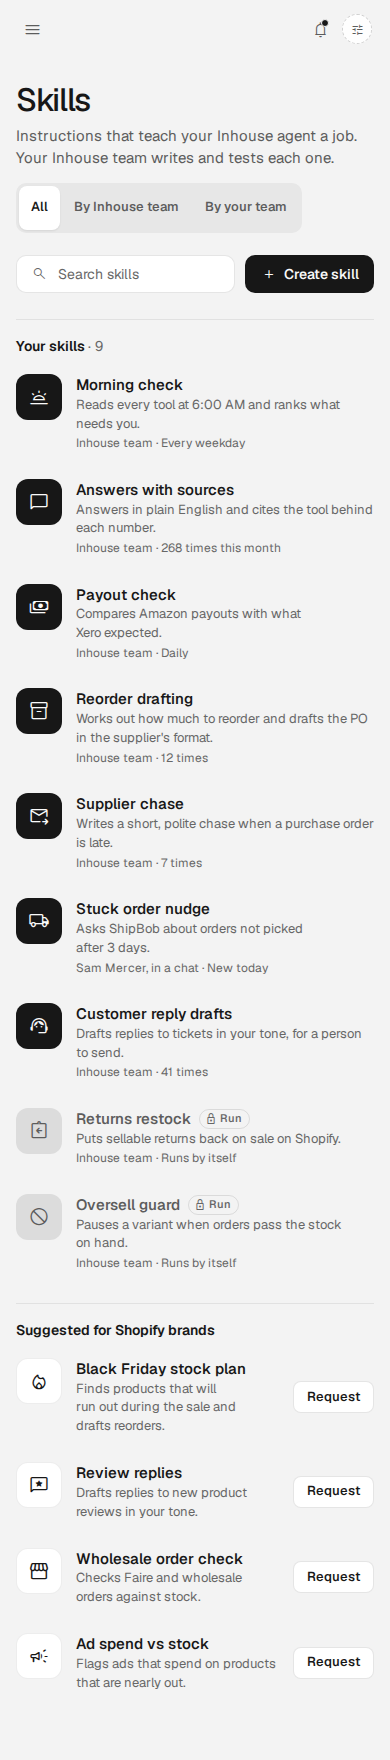 Skills
Instructions that teach your Inhouse agent a job.
Your Inhouse team writes and tests each one.
All By Inhouse team By your team
Search skills + Create skill
Your skills · 9
Morning check
Reads every tool at 6:00 AM and ranks what
needs you.
Inhouse team · Every weekday
Answers with sources
Answers in plain English and cites the tool behind
each number.
Inhouse team · 268 times this month
Payout check
Compares Amazon payouts with what
Xero expected.
Inhouse team · Daily
Reorder drafting
Works out how much to reorder and drafts the PO
in the supplier's format.
Inhouse team · 12 times
Supplier chase
Writes a short, polite chase when a purchase order
is late.
Inhouse team · 7 times
Stuck order nudge
Asks ShipBob about orders not picked
after 3 days.
Sam Mercer, in a chat · New today
Customer reply drafts
Drafts replies to tickets in your tone, for a person
to send.
Inhouse team · 41 times
Returns restock Run
Puts sellable returns back on sale on Shopify.
Inhouse team · Runs by itself
Oversell guard Run
Pauses a variant when orders pass the stock
on hand.
Inhouse team · Runs by itself
Suggested for Shopify brands
Black Friday stock plan
Finds products that will
run out during the sale and
drafts reorders.
Request
Review replies
Drafts replies to new product
reviews in your tone.
Request
Wholesale order check
Checks Faire and wholesale
orders against stock.
Request
Ad spend vs stock
Flags ads that spend on products
that are nearly out.
Request